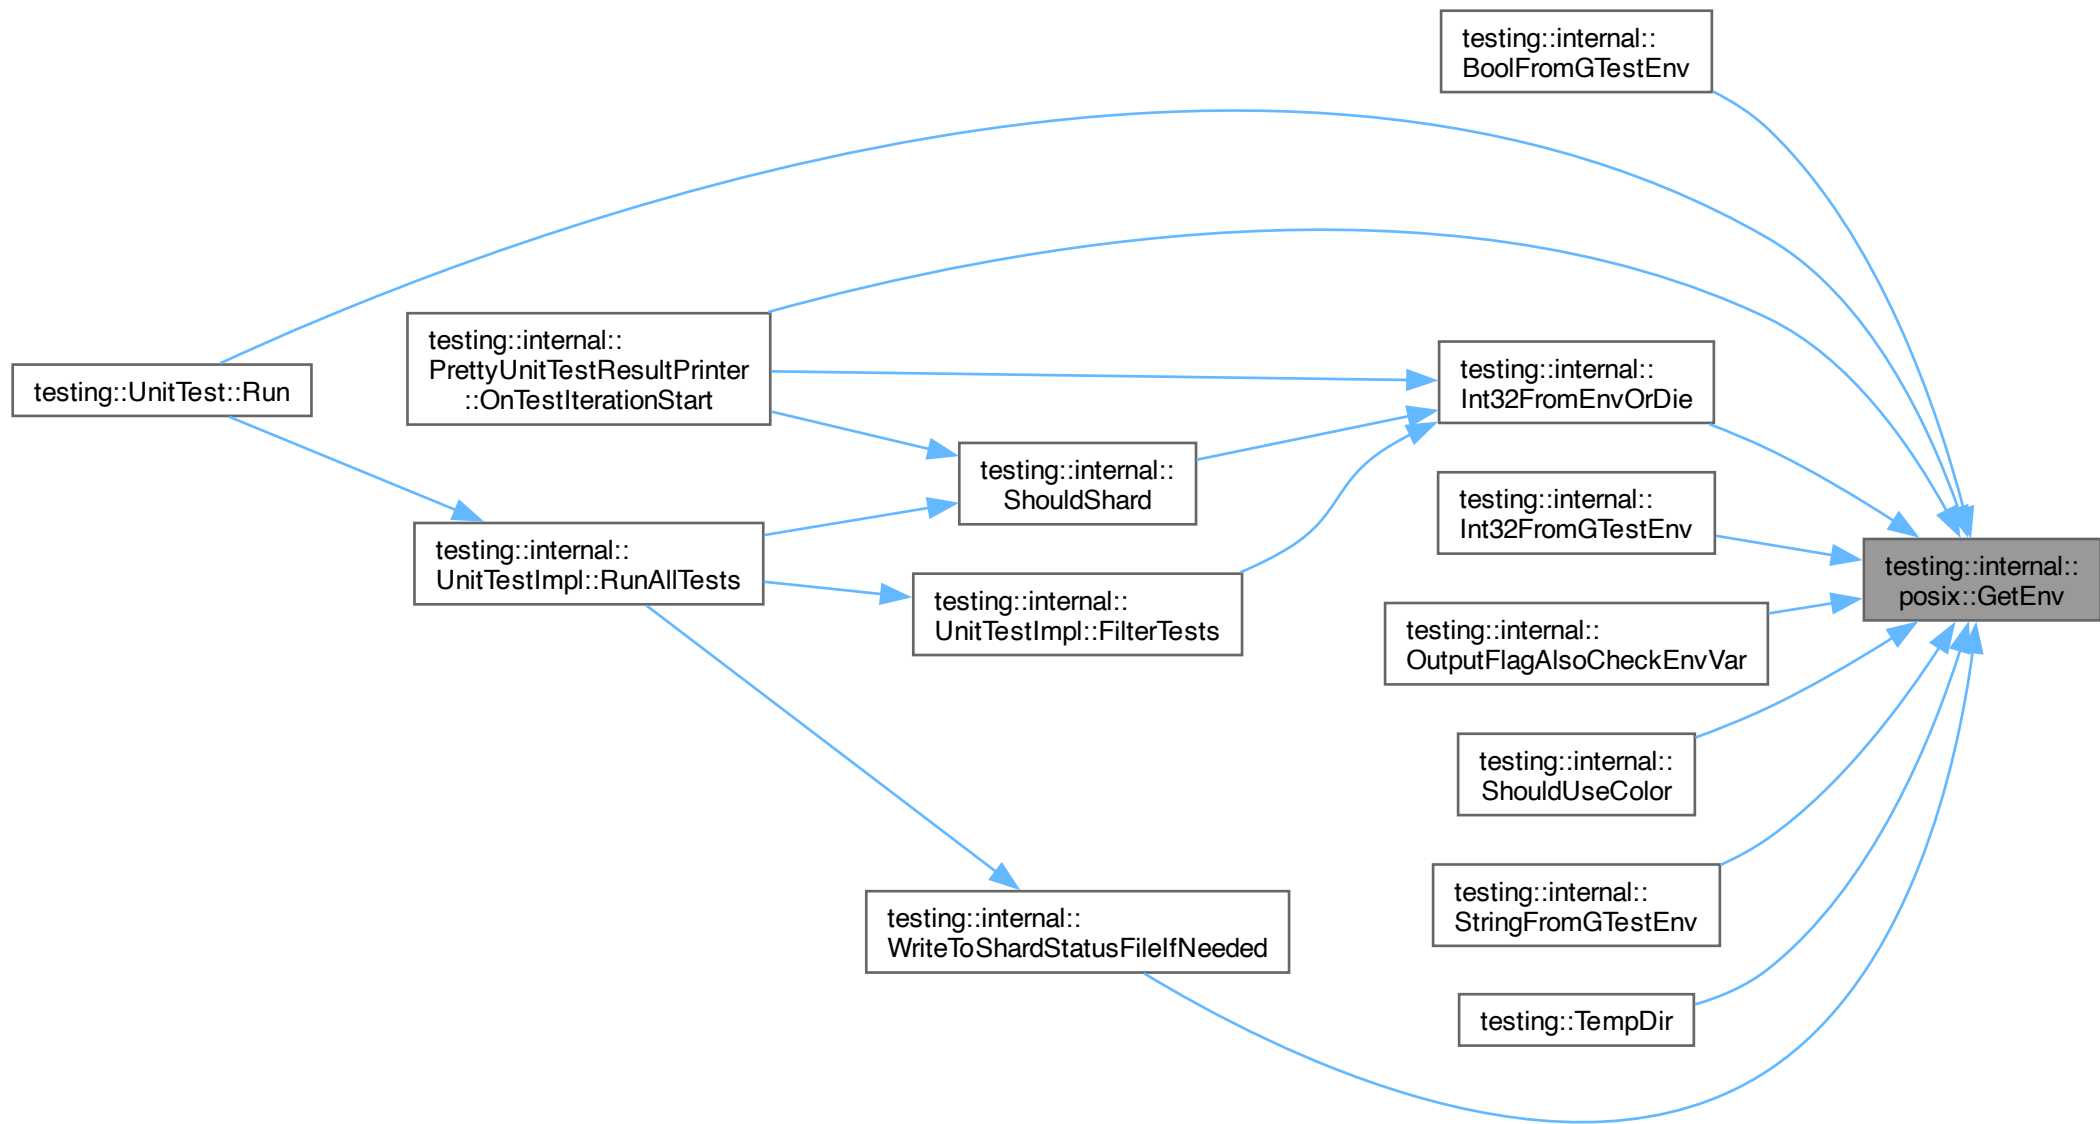 testing::internal::
BoolFromGTestEnv
testing::UnitTest::Run
testing::internal::
PrettyUnitTestResultPrinter
::OnTestIterationStart
testing::internal::
Int32FromEnvOrDie
testing::internal::
ShouldShard
testing::internal::
Int32FromGTestEnv
testing::internal::
UnitTestImpl::RunAllTests
testing::internal::
posix::GetEnv
testing::internal::
UnitTestImpl::FilterTests
testing::internal::
OutputFlagAlsoCheckEnvVar
testing::internal::
ShouldUseColor
testing::internal::
StringFromGTestEnv
testing::internal::
WriteToShardStatusFileIfNeeded
testing::TempDir